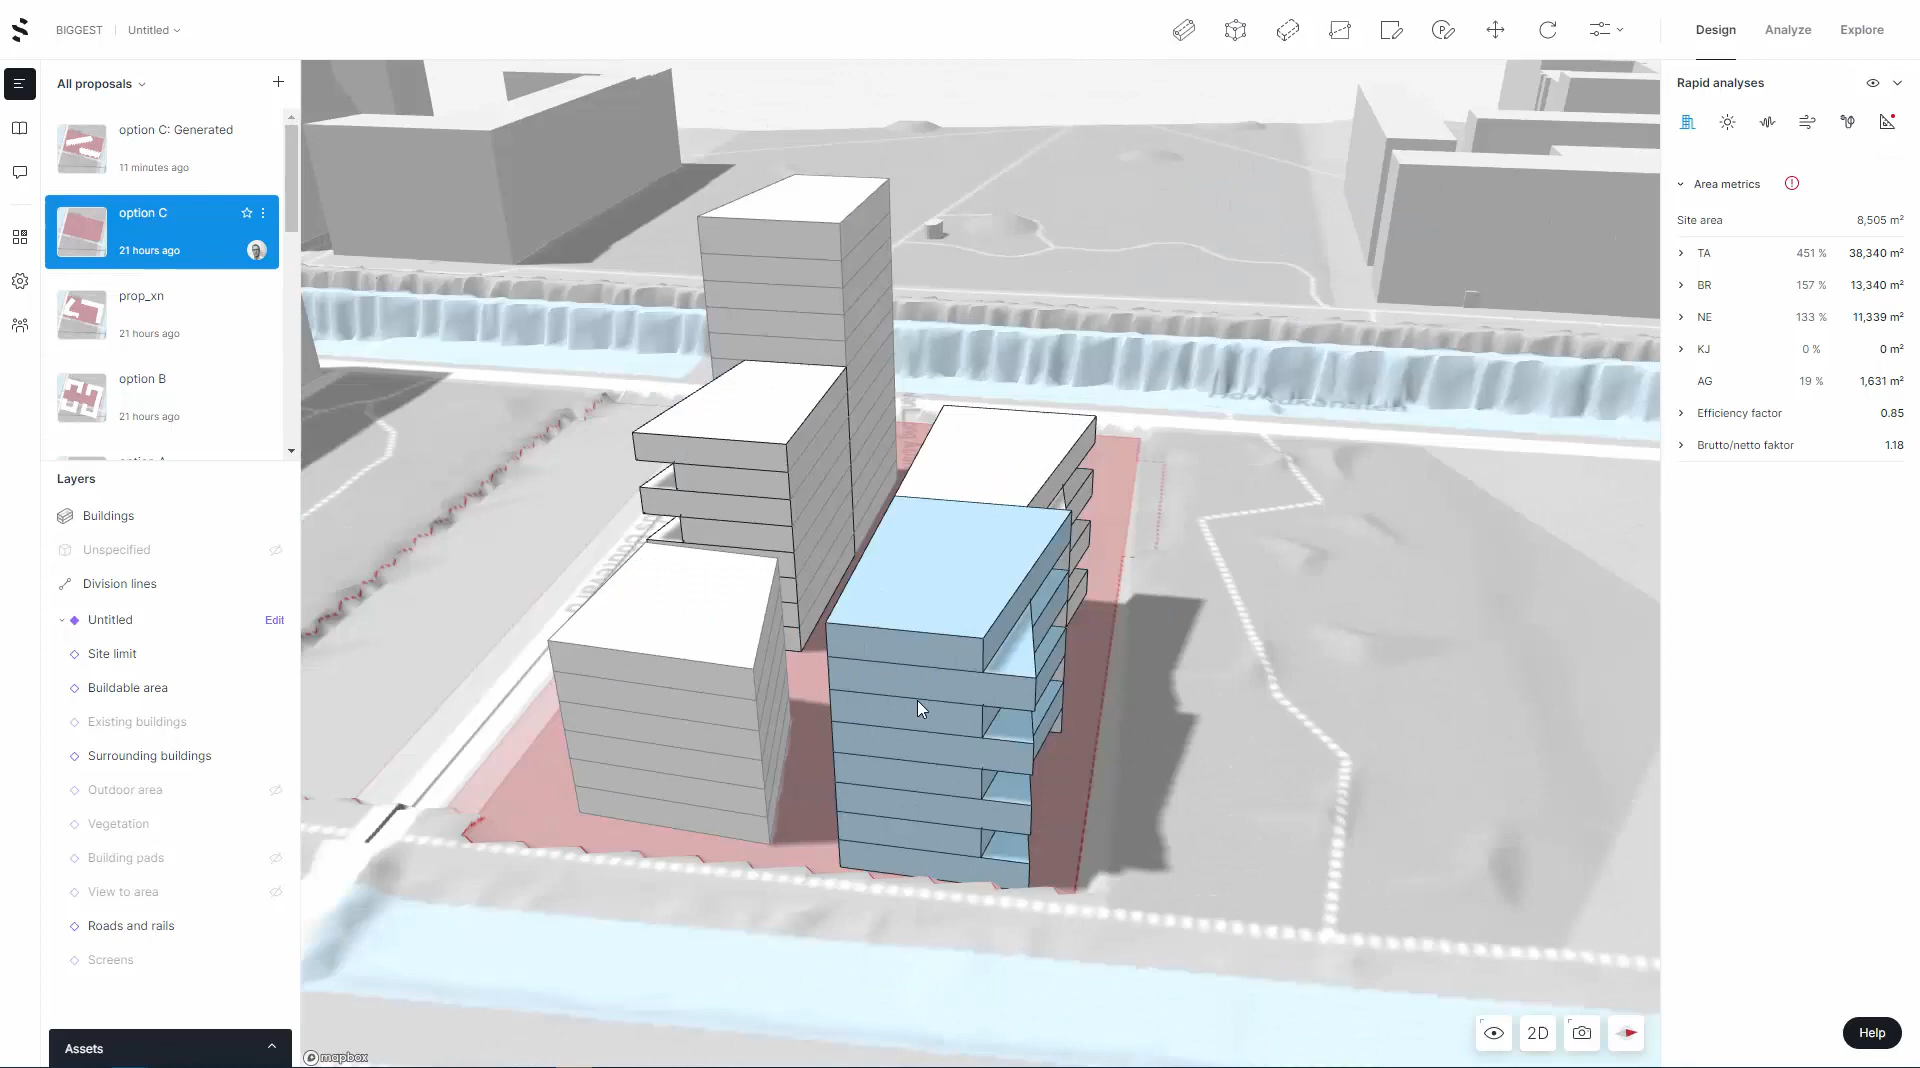 BIGGEST
Untitled
Design
Analyze
Explore
All proposals
option C: Generated
11 minutes ago
option C
21 hours ago
prop_xn
21 hours ago
option B
21 hours ago
Layers
Buildings
Unspecified
Division lines
Untitled
Edit
Site limit
Buildable area
Existing buildings
Surrounding buildings
Outdoor area
Vegetation
Building pads
View to area
Roads and rails
Screens
Assets
mapbox
2D
Help
Rapid analyses
Area metrics
Site area 8,505 m²
TA 451 % 38,340 m²
BR 157 % 13,340 m²
NE 133 % 11,339 m²
KJ 0 % 0 m²
AG 19 % 1,631 m²
Efficiency factor 0.85
Brutto/netto faktor 1.18